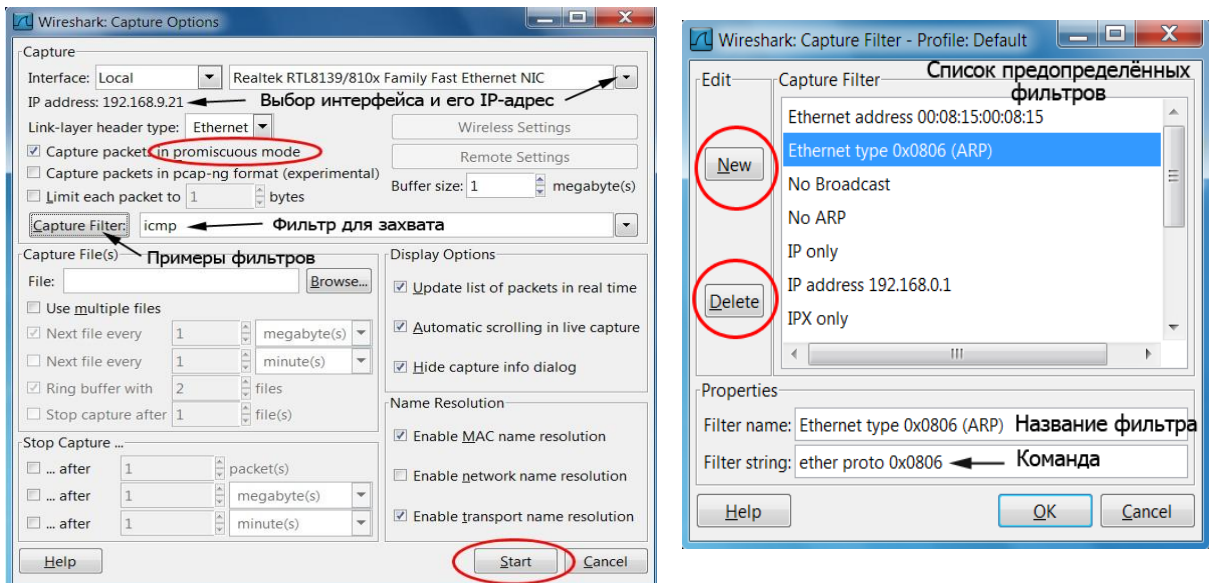 Wireshark: Capture Options
Capture
Interface: Local Realtek RTL8139/810x Family Fast Ethernet NIC
IP address: 192.168.9.21 Выбор интерфейса и его IP-адрес
Link-layer header type: Ethernet Wireless Settings
Capture packets in promiscuous mode Remote Settings
Capture packets in pcap-ng format (experimental)
Limit each packet to 1 bytes Buffer size: 1 megabyte(s)
Capture Filter: icmp Фильтр для захвата
Capture File(s) Примеры фильтров
File: Browse...
Use multiple files
Next file every 1 megabyte(s)
Next file every 1 minute(s)
Ring buffer with 2 files
Stop capture after 1 file(s)
Stop Capture ...
... after 1 packet(s)
... after 1 megabyte(s)
... after 1 minute(s)
Display Options
Update list of packets in real time
Automatic scrolling in live capture
Hide capture info dialog
Name Resolution
Enable MAC name resolution
Enable network name resolution
Enable transport name resolution
Help Start Cancel
Wireshark: Capture Filter - Profile: Default
Edit
New
Delete
Capture Filter Список предопределённых
фильтров
Ethernet address 00:08:15:00:08:15
Ethernet type 0x0806 (ARP)
No Broadcast
No ARP
IP only
IP address 192.168.0.1
IPX only
Properties
Filter name: Ethernet type 0x0806 (ARP) Название фильтра
Filter string: ether proto 0x0806 Команда
Help OK Cancel